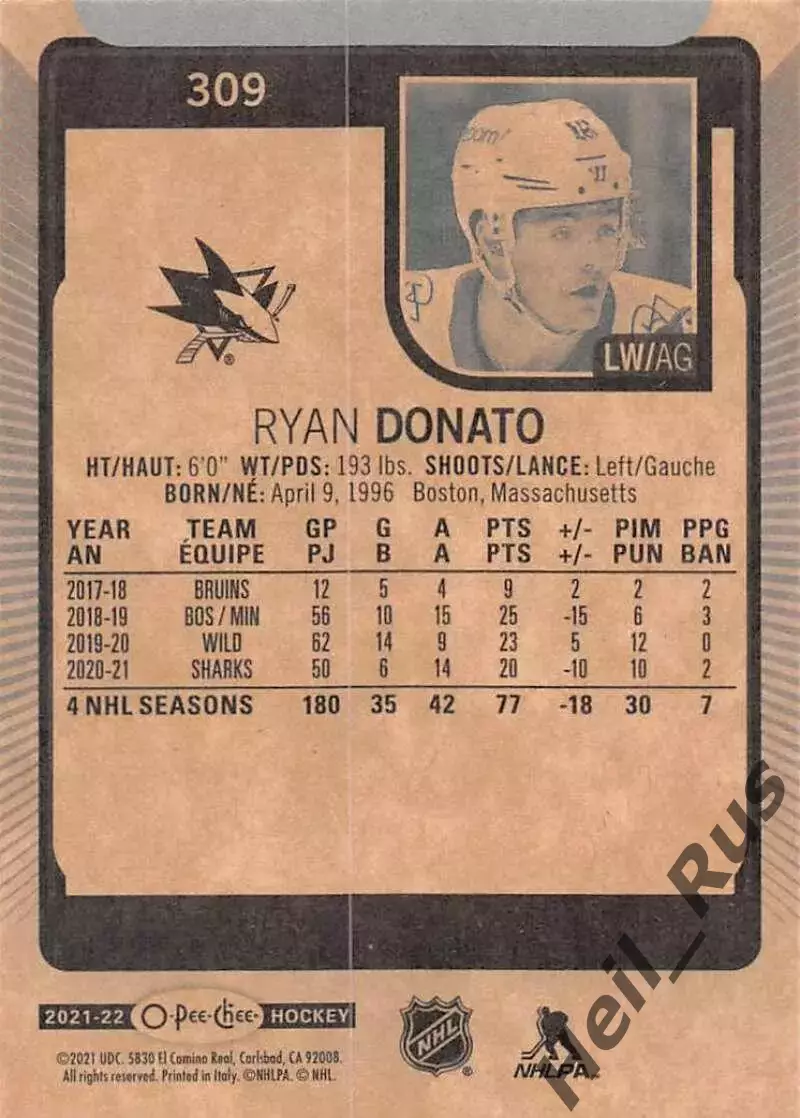 309
LW/AG
RYAN DONATO
HT/HAUT: 6'0" WT/PDS: 193 lbs. SHOOTS/LANCE: Left/Gauche
BORN/NÉ: April 9, 1996 Boston, Massachusetts
YEAR TEAM GP G A PTS +/- PIM PPG
AN ÉQUIPE PJ B A PTS +/- PUN BAN
2017-18 BRUINS 12 5 4 9 2 2 2
2018-19 BOS / MIN 56 10 15 25 -15 6 3
2019-20 WILD 62 14 9 23 5 12 0
2020-21 SHARKS 50 6 14 20 -10 10 2
4 NHL SEASONS 180 35 42 77 -18 30 7
Neil_Rus
2021-22 O-Pee-Chee HOCKEY
©2021 UDC. 5830 El Camino Real, Carlsbad, CA 92008.
All rights reserved. Printed in Italy. ©NHLPA. © NHL.
NHL ®
NHLPA